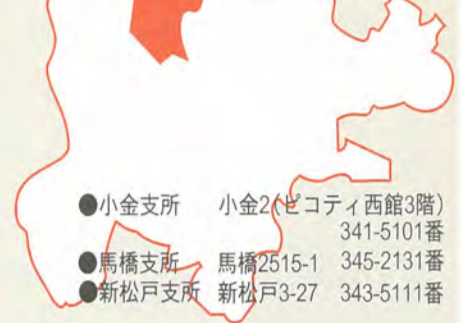 ●小金支所 小金2(ピコティ西館3階)
341-5101番
●馬橋支所 馬橋2515-1 345-2131番
●新松戸支所 新松戸3-27 343-5111番